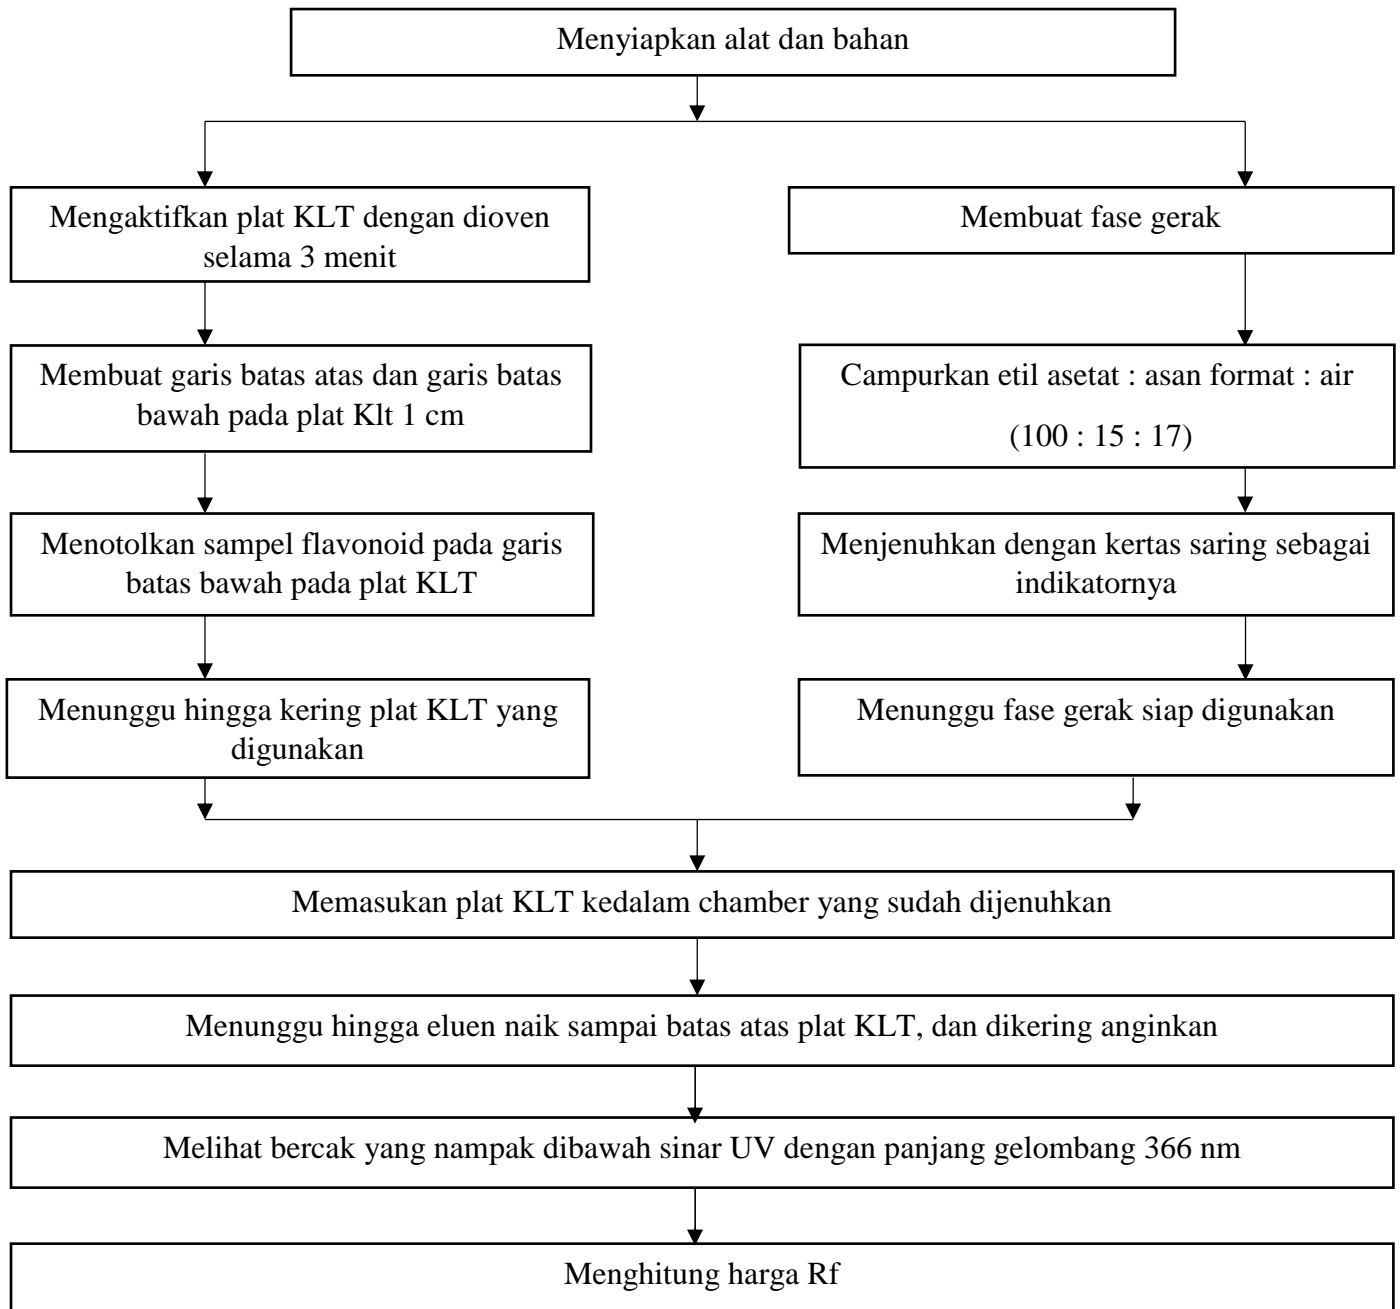 Menyiapkan alat dan bahan
Mengaktifkan plat KLT dengan dioven
selama 3 menit
Membuat fase gerak
Membuat garis batas atas dan garis batas
bawah pada plat Klt 1 cm
Campurkan etil asetat : asan format : air
(100 : 15 : 17)
Menotolkan sampel flavonoid pada garis
batas bawah pada plat KLT
Menjenuhkan dengan kertas saring sebagai
indikatornya
Menunggu hingga kering plat KLT yang
digunakan
Menunggu fase gerak siap digunakan
Memasukan plat KLT kedalam chamber yang sudah dijenuhkan
Menunggu hingga eluen naik sampai batas atas plat KLT, dan dikering anginkan
Melihat bercak yang nampak dibawah sinar UV dengan panjang gelombang 366 nm
Menghitung harga Rf